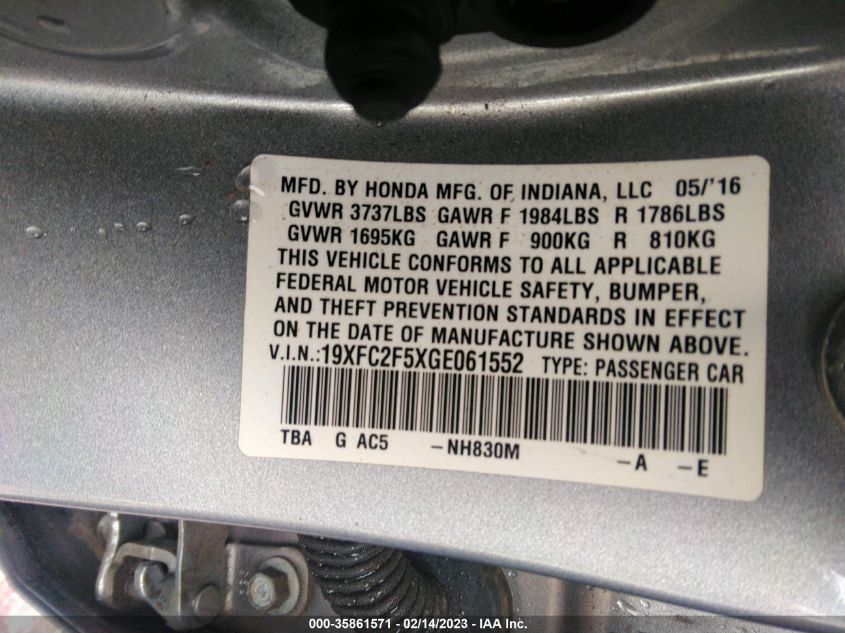 MFD. BY HONDA MFG. OF INDIANA, LLC 05/'16
GVWR 3737LBS GAWR F 1984LBS R 1786LBS
GVWR 1695KG GAWR F 900KG R 810KG
THIS VEHICLE CONFORMS TO ALL APPLICABLE
FEDERAL MOTOR VEHICLE SAFETY, BUMPER,
AND THEFT PREVENTION STANDARDS IN EFFECT
ON THE DATE OF MANUFACTURE SHOWN ABOVE.
V.I.N.:19XFC2F5XGE061552 TYPE: PASSENGER CAR
TBA G AC5 -NH830M -A -E
000-35861571 - 02/14/2023 - IAA Inc.